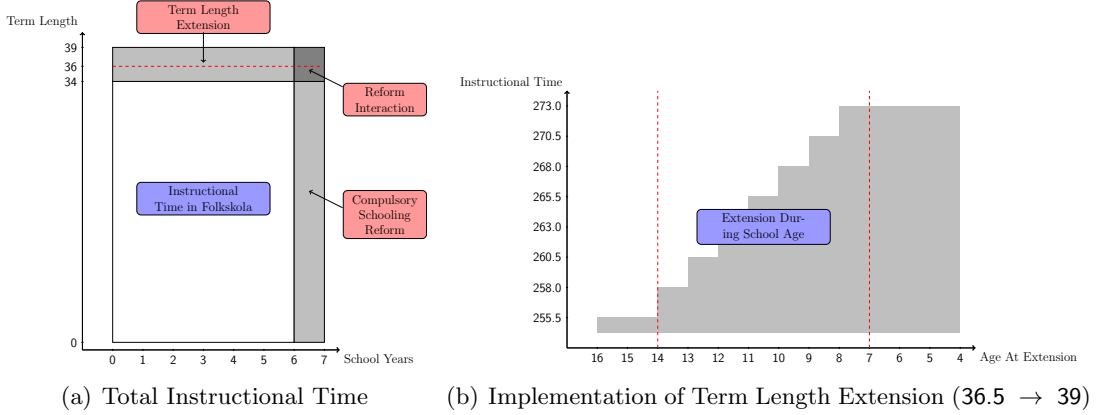 Term Length
39
36
34
0
0 1 2 3 4 5 6 7
School Years
Term Length
Extension
Reform
Interaction
Instructional
Time in Folkskola
Compulsory
Schooling
Reform
(a) Total Instructional Time
Instructional Time
273.0
270.5
268.0
265.5
263.0
260.5
258.0
255.5
16 15 14 13 12 11 10 9 8 7 6 5 4
Age At Extension
Extension Dur-
ing School Age
(b) Implementation of Term Length Extension (36.5 → 39)